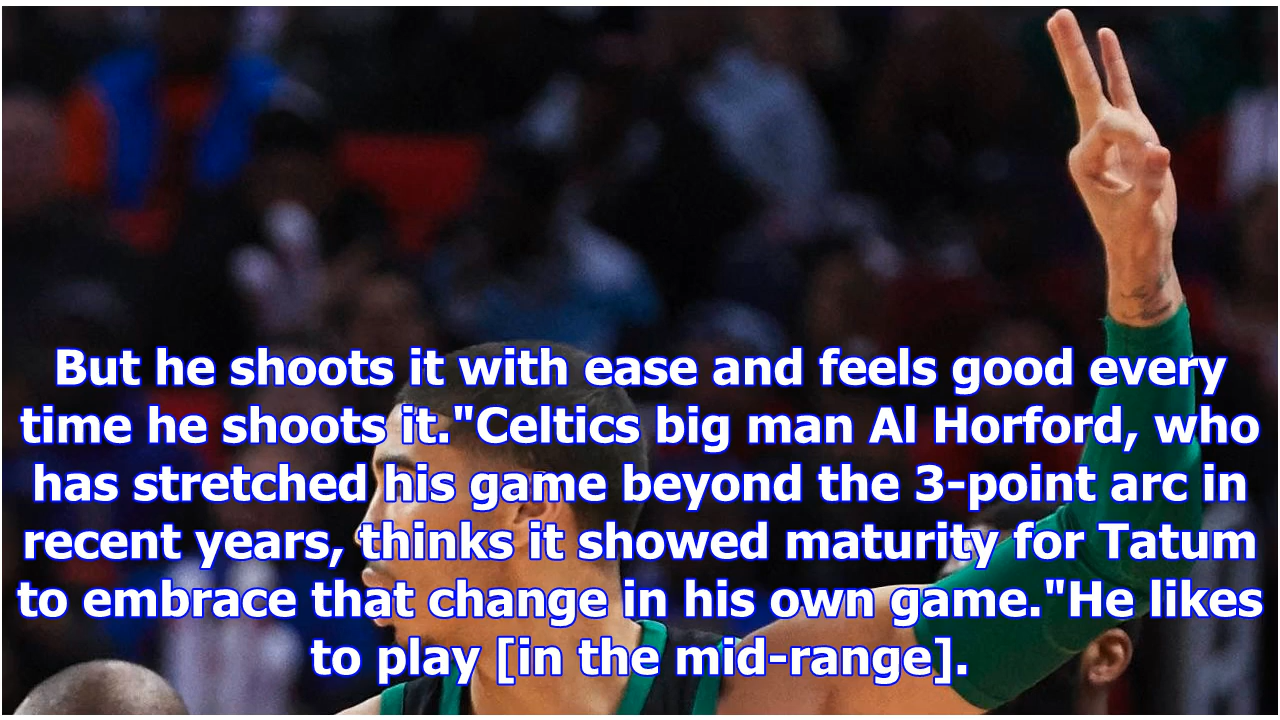 But he shoots it with ease and feels good every
time he shoots it."Celtics big man Al Horford, who
has stretched his game beyond the 3-point arc in
recent years, thinks it showed maturity for Tatum
to embrace that change in his own game."He likes
to play [in the mid-range].